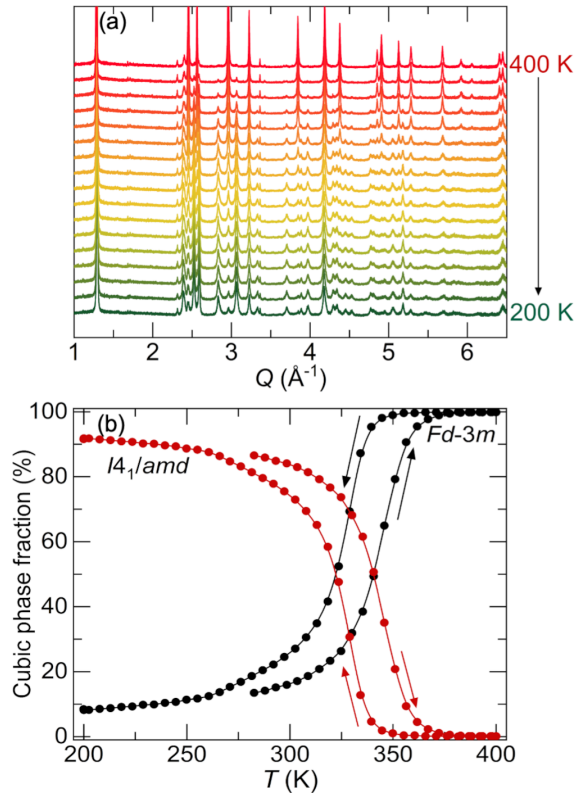 (a)
400 K
200 K
1 2 3 4 5 6
Q (Å-1)
(b)
100
80
60
40
20
0
Cubic phase fraction (%)
I41/amd
Fd-3m
200 250 300 350 400
T (K)